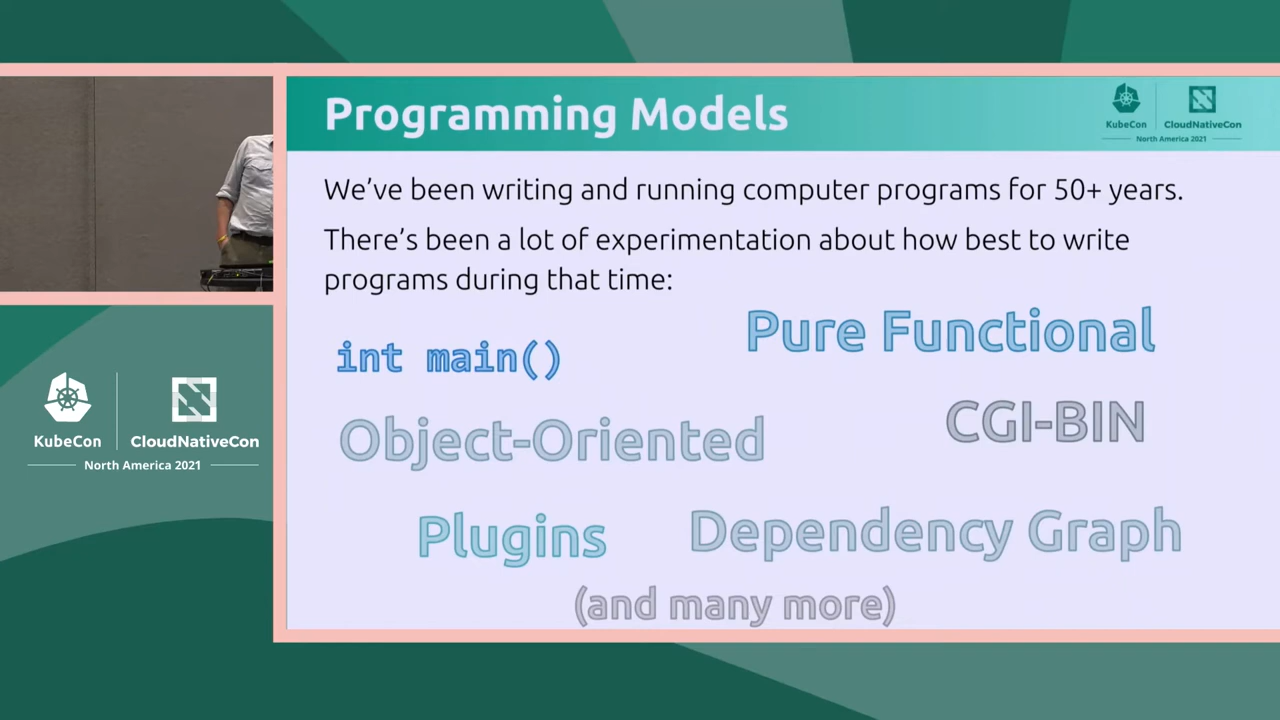 Programming Models
KubeCon
CloudNativeCon
North America 2021
We've been writing and running computer programs for 50+ years.
There's been a lot of experimentation about how best to write
programs during that time:
int main()
Pure Functional
Object-Oriented
CGI-BIN
Plugins
Dependency Graph
(and many more)
KubeCon
CloudNativeCon
North America 2021